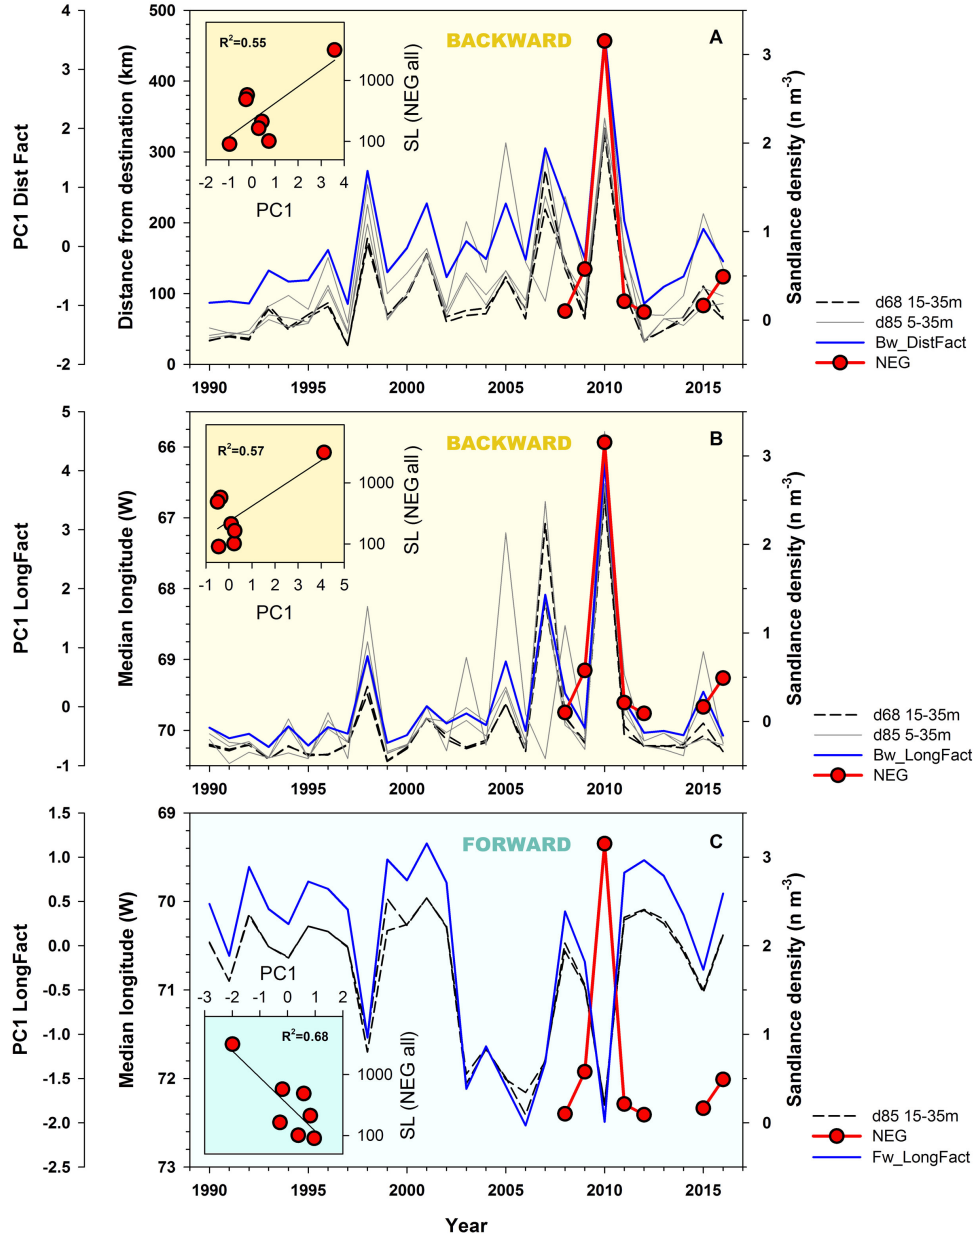 PC1 Dist Fact
4
3
2
1
0
-1
-2
Distance from destination (km)
500
400
300
200
100
0
BACKWARD
A
R²=0.55
SL (NEG all)
1000
100
-2 -1 0 1 2 3 4
PC1
Sandlance density (n m⁻³)
3
2
1
0
d68 15-35m
d85 5-35m
Bw_DistFact
NEG
1990 1995 2000 2005 2010 2015
PC1 LongFact
5
4
3
2
1
0
-1
Median longitude (W)
66
67
68
69
70
BACKWARD
B
R²=0.57
SL (NEG all)
1000
100
-1 0 1 2 3 4 5
PC1
Sandlance density (n m⁻³)
3
2
1
0
d68 15-35m
d85 5-35m
Bw_LongFact
NEG
1990 1995 2000 2005 2010 2015
PC1 LongFact
1.5
1.0
0.5
0.0
-0.5
-1.0
-1.5
-2.0
-2.5
Median longitude (W)
69
70
71
72
73
FORWARD
C
PC1
-3 -2 -1 0 1 2
R²=0.68
SL (NEG all)
1000
100
Sandlance density (n m⁻³)
3
2
1
0
d85 15-35m
NEG
Fw_LongFact
1990 1995 2000 2005 2010 2015
Year